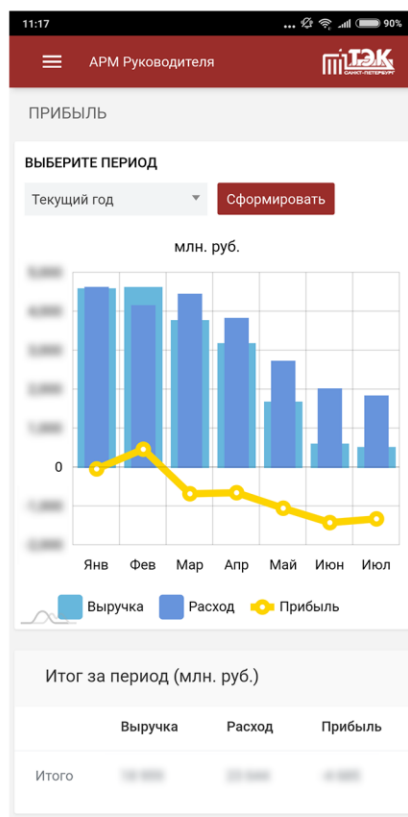 11:17
... 90%
АРМ Руководителя
ТЭК
САНКТ-ПЕТЕРБУРГ
ПРИБЫЛЬ
ВЫБЕРИТЕ ПЕРИОД
Текущий год
Сформировать
млн. руб.
0
Янв Фев Мар Апр Май Июн Июл
Выручка Расход Прибыль
Итог за период (млн. руб.)
Выручка Расход Прибыль
Итого